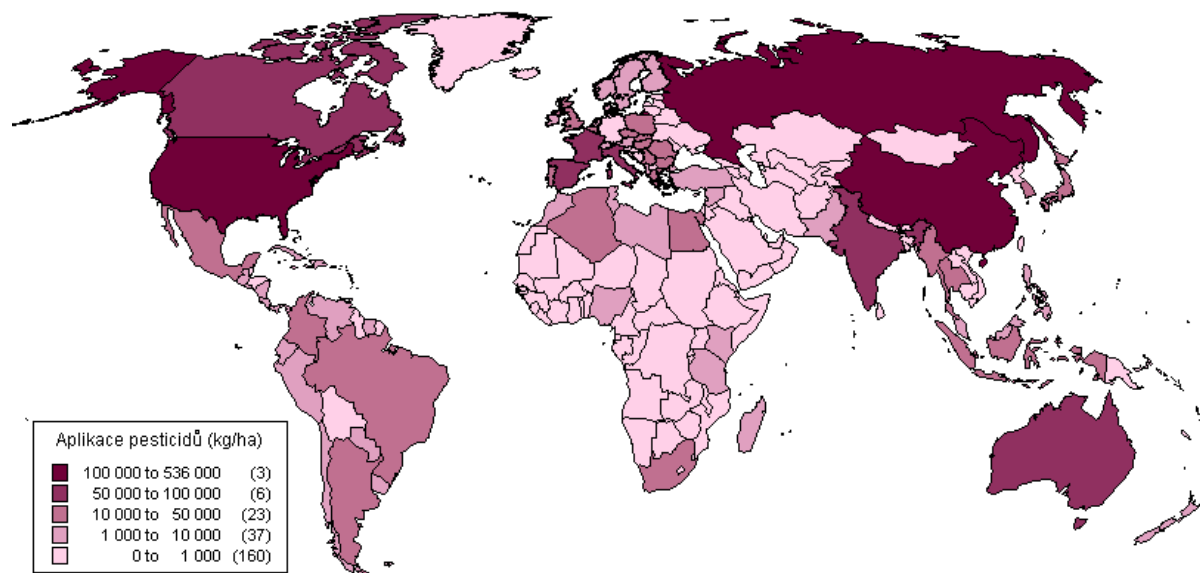 Aplikace pesticidů (kg/ha)
100 000 to 536 000 (3)
50 000 to 100 000 (6)
10 000 to 50 000 (23)
1 000 to 10 000 (37)
0 to 1 000 (160)